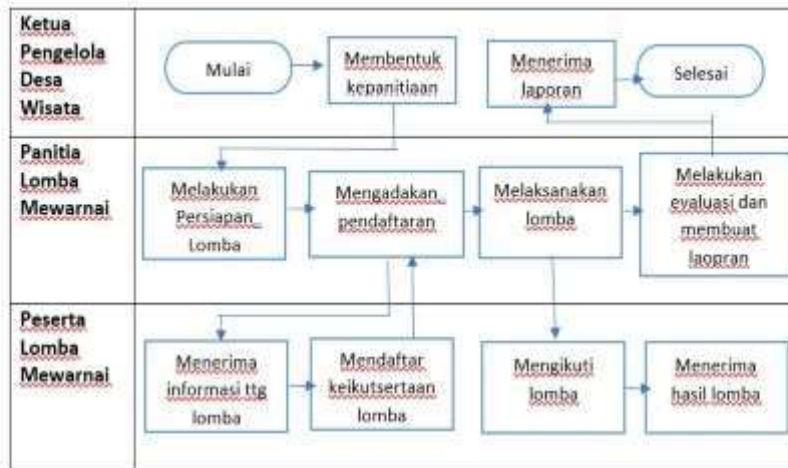 Ketua
Pengelola
Desa
Wisata
Mulai
Membentuk
kepanitiaan
Menerima
laporan
Selesai
Panitia
Lomba
Mewarnai
Melakukan
Persiapan
Lomba
Mengadakan
pendaftaran
Melaksanakan
lomba
Melakukan
evaluasi dan
membuat
laopran
Peserta
Lomba
Mewarnai
Menerima
informasi ttg
lomba
Mendaftar
keikutsertaan
lomba
Mengikuti
lomba
Menerima
hasil lomba